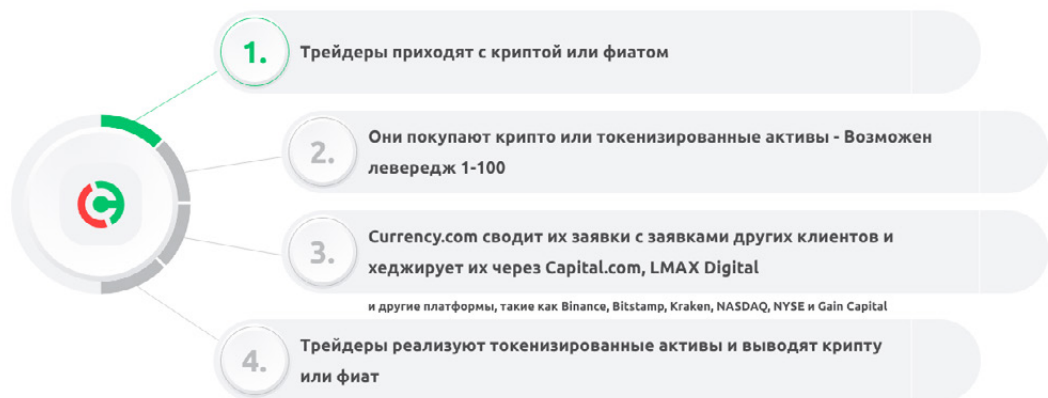 1. Трейдеры приходят с криптой или фиатом
2. Они покупают крипто или токенизированные активы - Возможен
левередж 1-100
3. Currency.com сводит их заявки с заявками других клиентов и
хеджирует их через Capital.com, LMAX Digital
и другие платформы, такие как Binance, Bitstamp, Kraken, NASDAQ, NYSE и Gain Capital
4. Трейдеры реализуют токенизированные активы и выводят крипту
или фиат